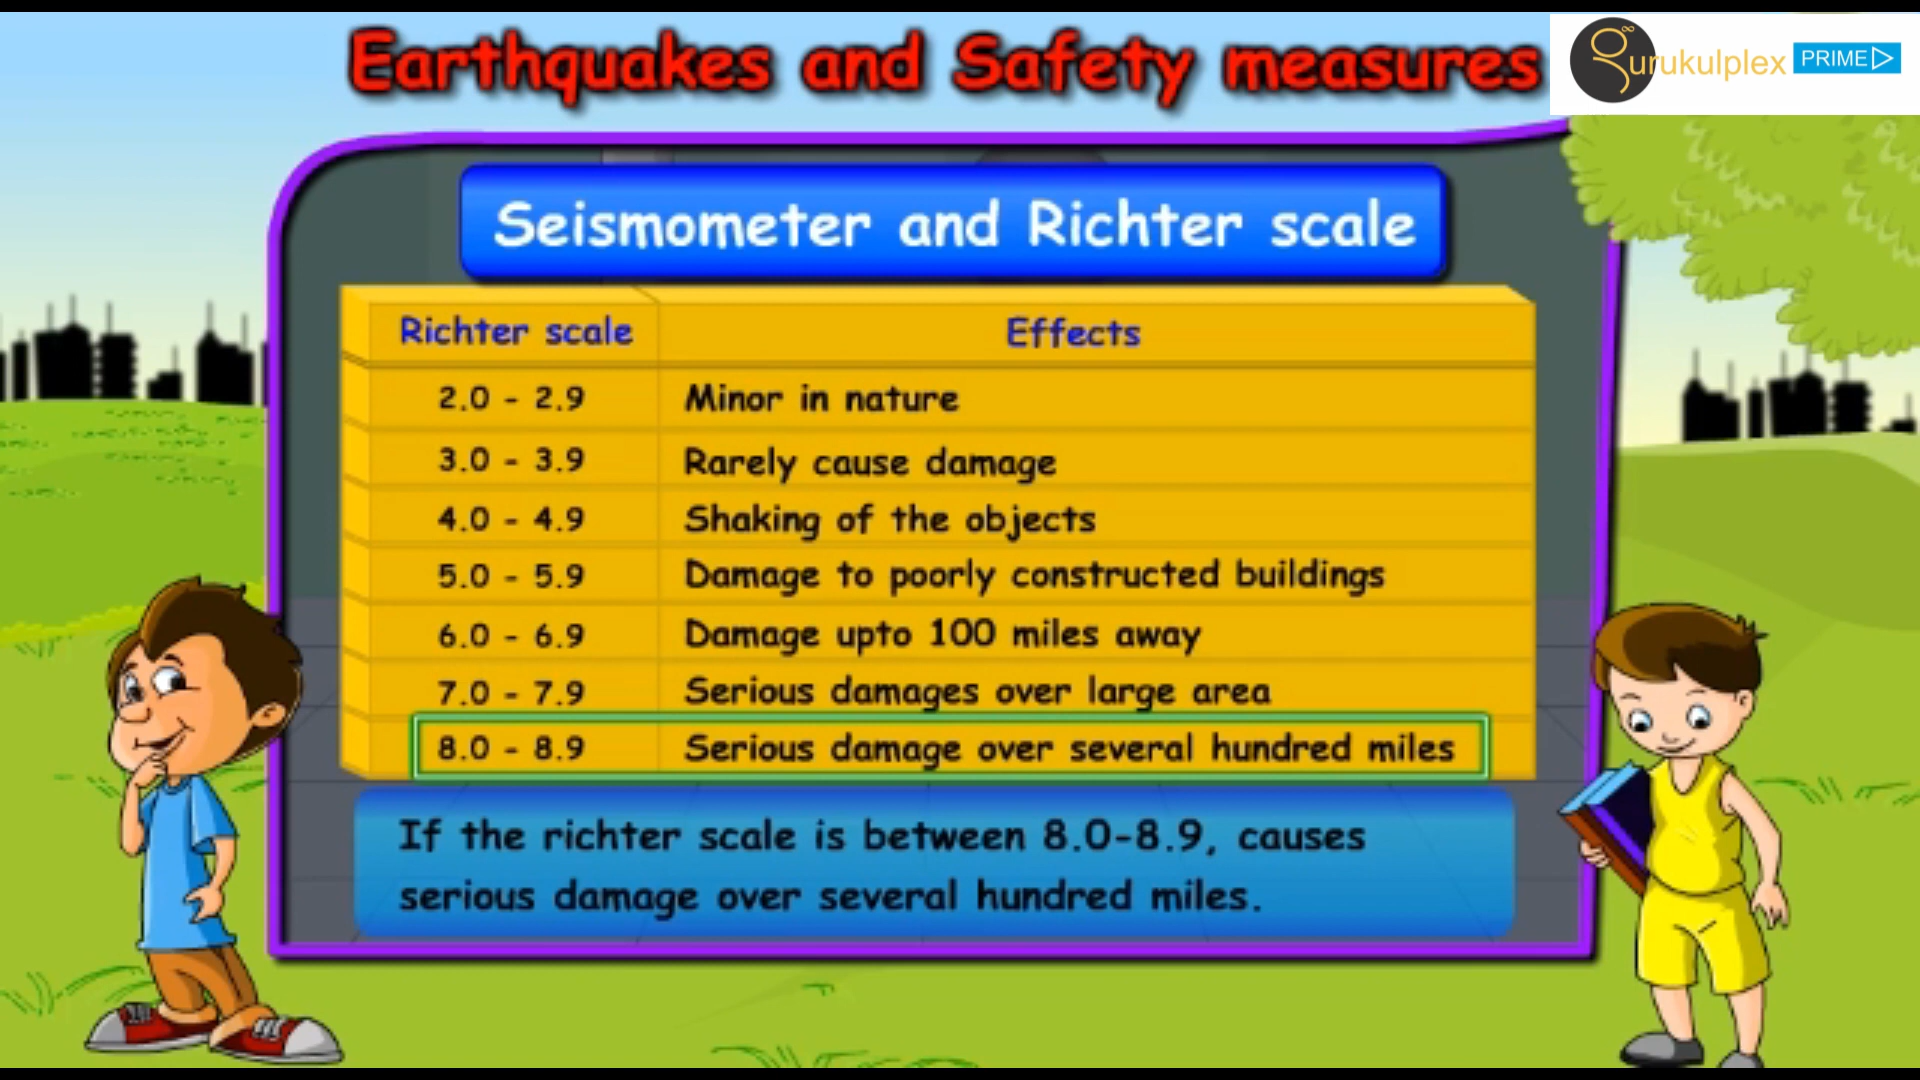 Earthquakes and Safety measures
gurukulplex PRIME
Seismometer and Richter scale
Richter scale Effects
2.0 - 2.9 Minor in nature
3.0 - 3.9 Rarely cause damage
4.0 - 4.9 Shaking of the objects
5.0 - 5.9 Damage to poorly constructed buildings
6.0 - 6.9 Damage upto 100 miles away
7.0 - 7.9 Serious damages over large area
8.0 - 8.9 Serious damage over several hundred miles
If the richter scale is between 8.0-8.9, causes
serious damage over several hundred miles.